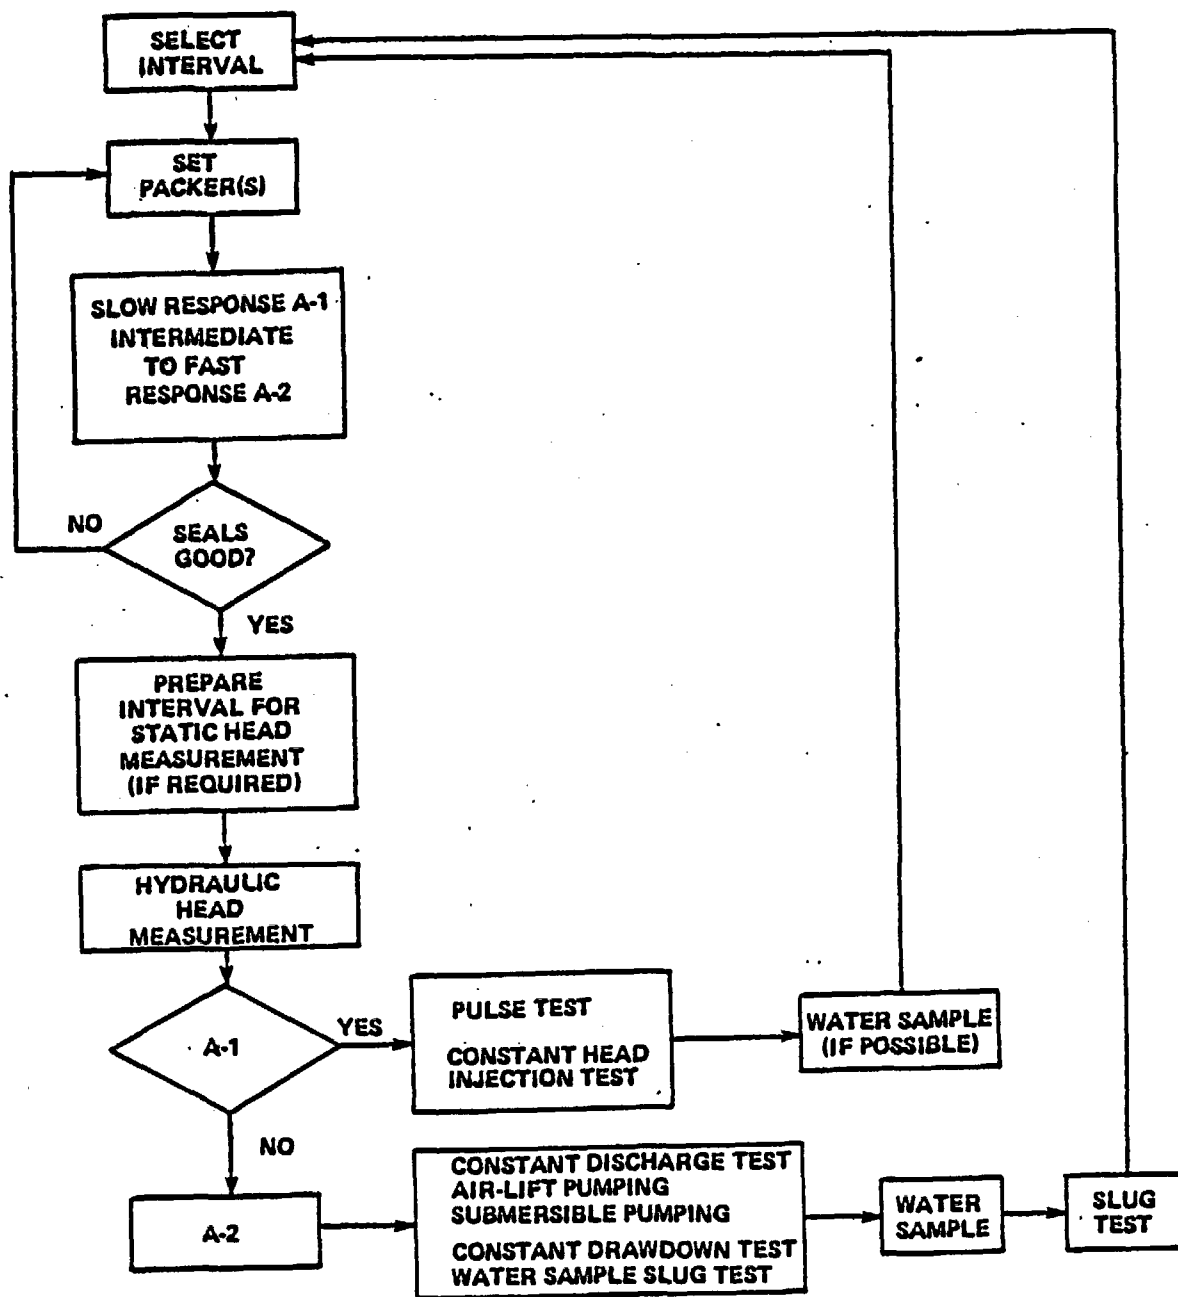 SELECT
INTERVAL
SET
PACKER(S)
SLOW RESPONSE A-1
INTERMEDIATE
TO FAST
RESPONSE A-2
NO
SEALS
GOOD?
YES
PREPARE
INTERVAL FOR
STATIC HEAD
MEASUREMENT
(IF REQUIRED)
HYDRAULIC
HEAD
MEASUREMENT
A-1
YES
PULSE TEST
CONSTANT HEAD
INJECTION TEST
WATER SAMPLE
(IF POSSIBLE)
NO
A-2
CONSTANT DISCHARGE TEST
AIR-LIFT PUMPING
SUBMERSIBLE PUMPING
CONSTANT DRAWDOWN TEST
WATER SAMPLE SLUG TEST
WATER
SAMPLE
SLUG
TEST